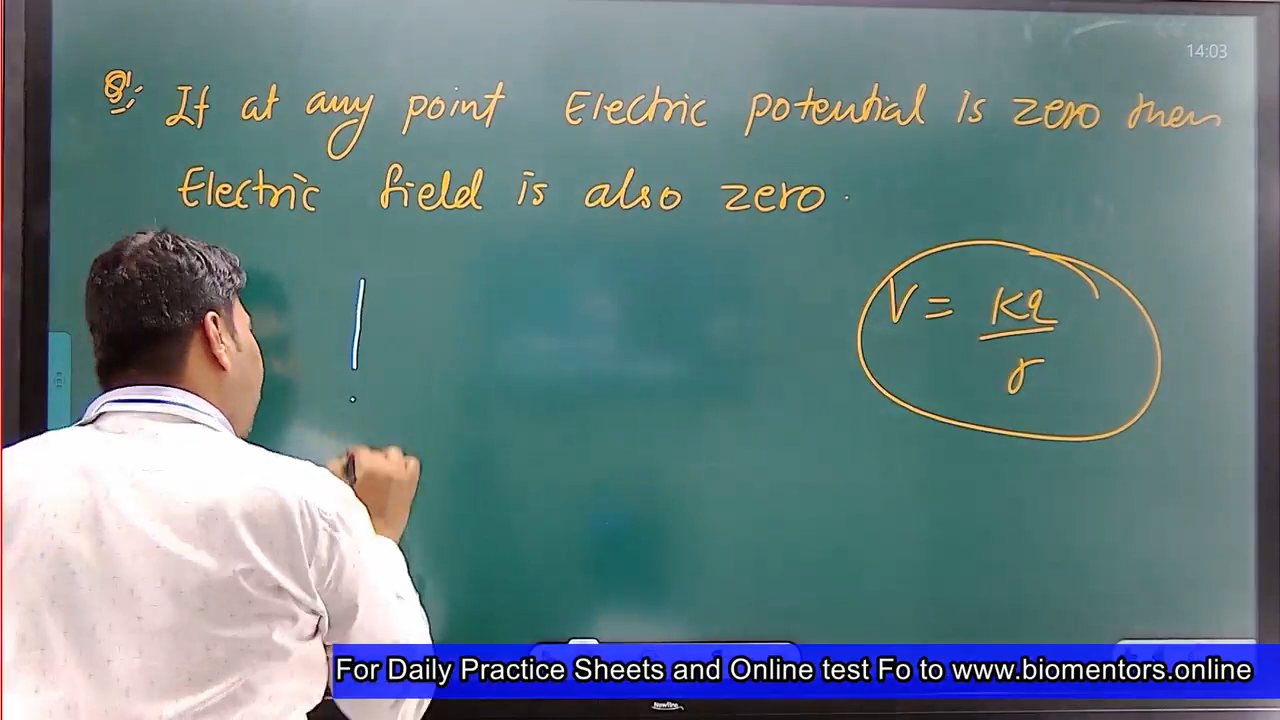 14:03
Q: If at any point Electric potential is zero then
Electric field is also zero.
V = Kq
r
For Daily Practice Sheets and Online test Fo to www.biomentors.online
Newline